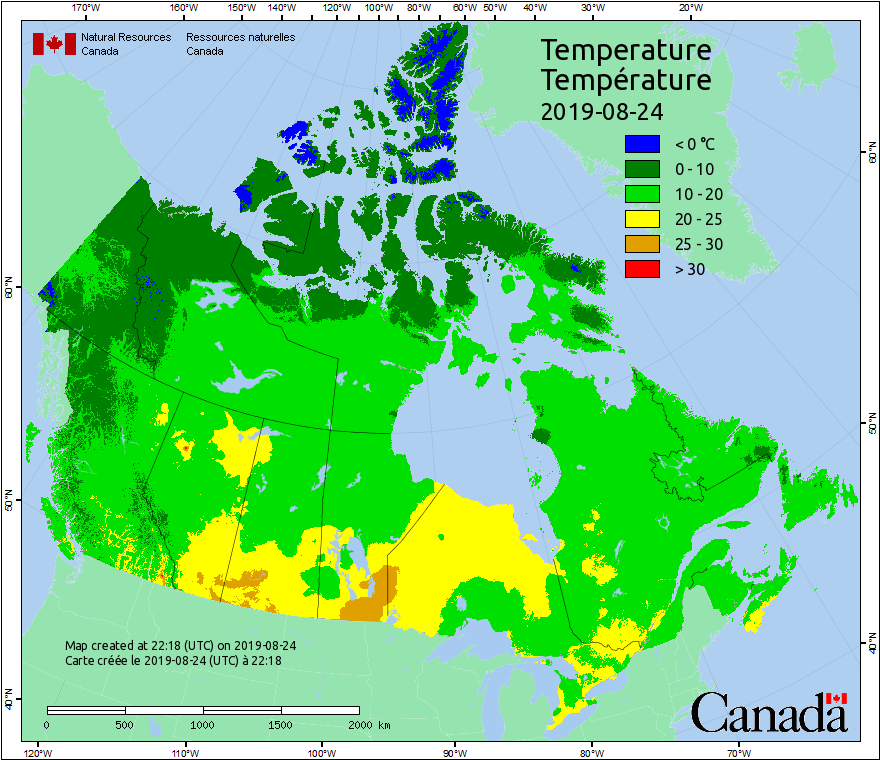 170°W 160°W 150°W 140°W 120°W 100°W 80°W 60°W 50°W 40°W 30°W 20°W
Natural Resources Ressources naturelles
Canada Canada
Temperature
Température
2019-08-24
< 0 °C
0 - 10
10 - 20
20 - 25
25 - 30
> 30
60°N
60°N
50°N
50°N
40°N
40°N
Map created at 22:18 (UTC) on 2019-08-24
Carte créée le 2019-08-24 (UTC) à 22:18
0 500 1000 1500 2000 km
Canada
120°W 110°W 100°W 90°W 80°W 70°W